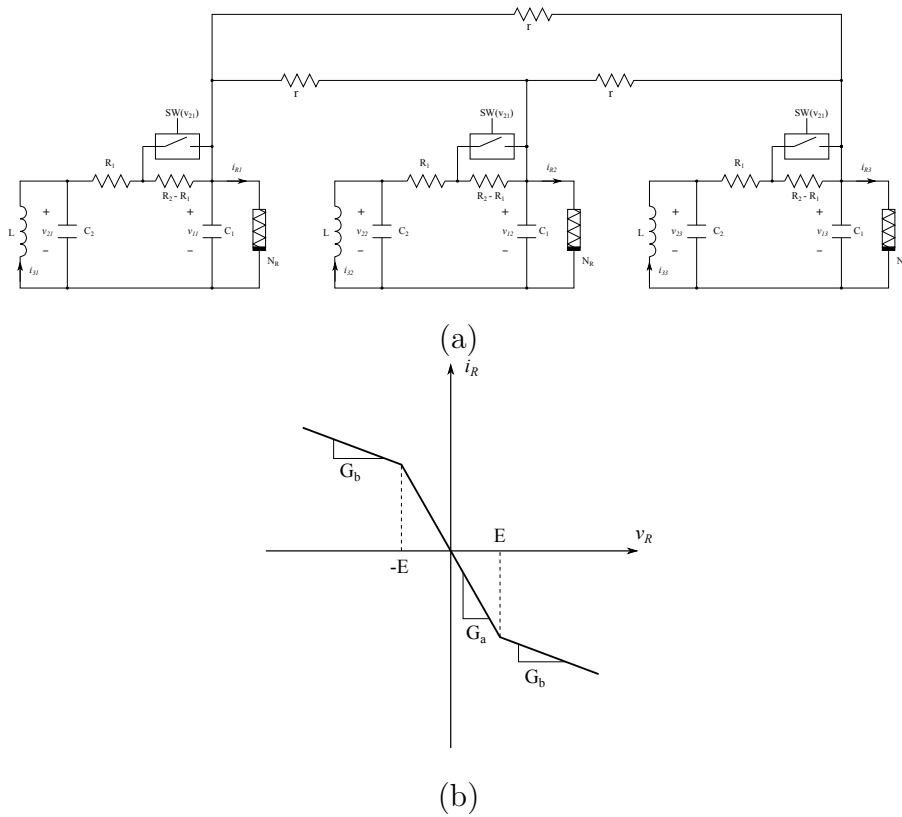 r
r
r
SW(v21)
SW(v21)
SW(v21)
R1
iR1
R1
iR2
R1
iR3
R2 - R1
R2 - R1
R2 - R1
L
+
v21
−
C2
+
v11
−
C1
NR
i31
L
+
v22
−
C2
+
v12
−
C1
NR
i32
L
+
v23
−
C2
+
v13
−
C1
N
i33
(a)
iR
Gb
E
vR
-E
Ga
Gb
(b)